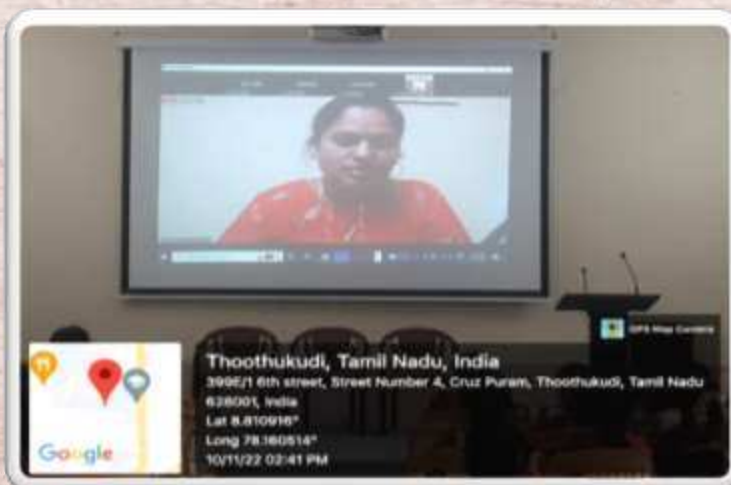 GPS Map Camera
Thoothukudi, Tamil Nadu, India
399E/1 6th street, Street Number 4, Cruz Puram, Thoothukudi, Tamil Nadu
628001, India
Lat 8.810916°
Long 78.160514°
10/11/22 02:41 PM
Google